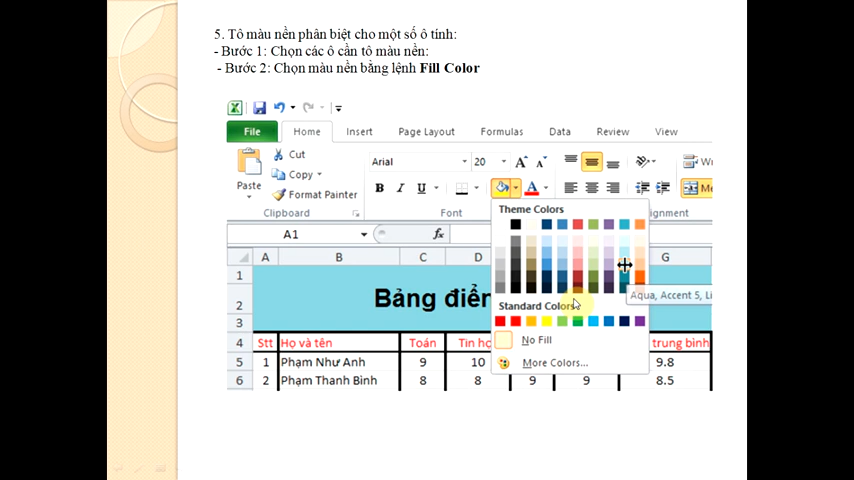 5. Tô màu nền phân biệt cho một số ô tính:
- Bước 1: Chọn các ô cần tô màu nền:
- Bước 2: Chọn màu nền bằng lệnh Fill Color
File Home Insert Page Layout Formulas Data Review View
Paste
Cut
Copy
Format Painter
Clipboard
Arial 20 A A
B I U A
Font
Theme Colors
Aqua, Accent 5, Li
Standard Colors
No Fill
More Colors...
A1 fx
A B C D G
1
2 Bảng điểm
3
4 Stt Họ và tên Toán Tin họ trung bình
5 1 Phạm Như Anh 9 10 9.8
6 2 Phạm Thanh Bình 8 8 9 9 8.5